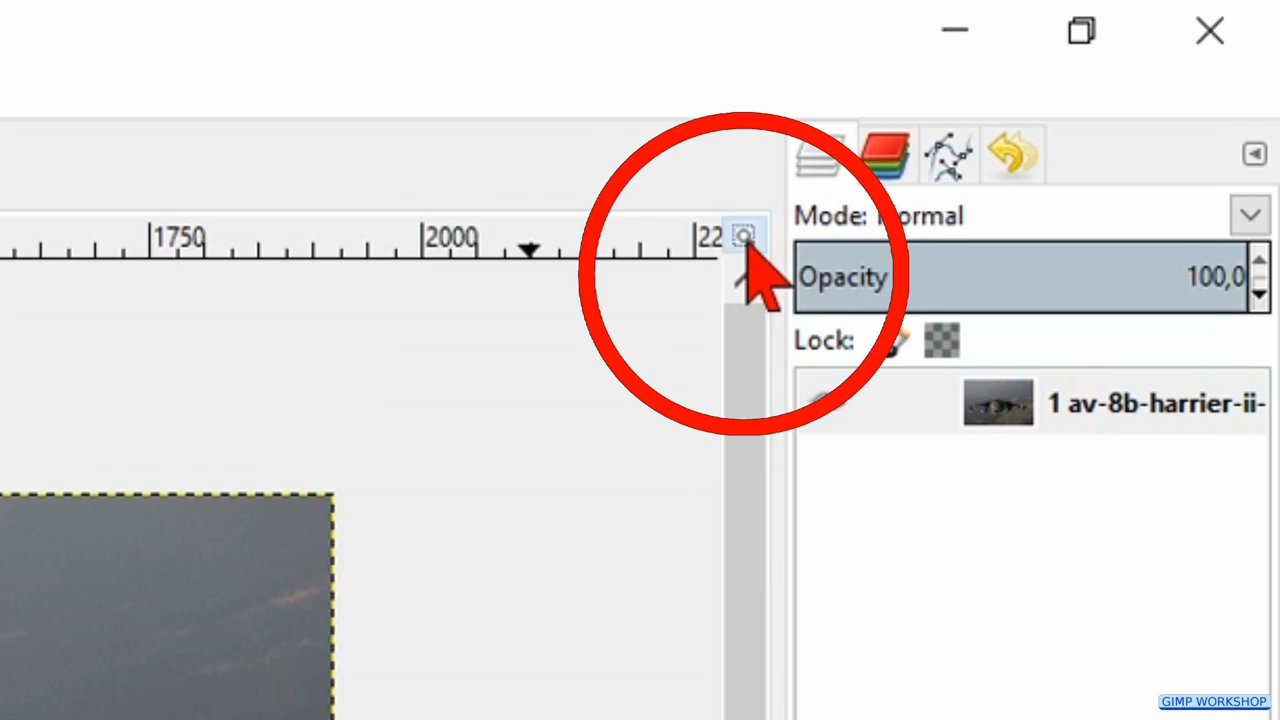 Mode: Normal
1750 2000 22
Opacity 100,0
Lock:
1 av-8b-harrier-ii-
GIMP WORKSHOP